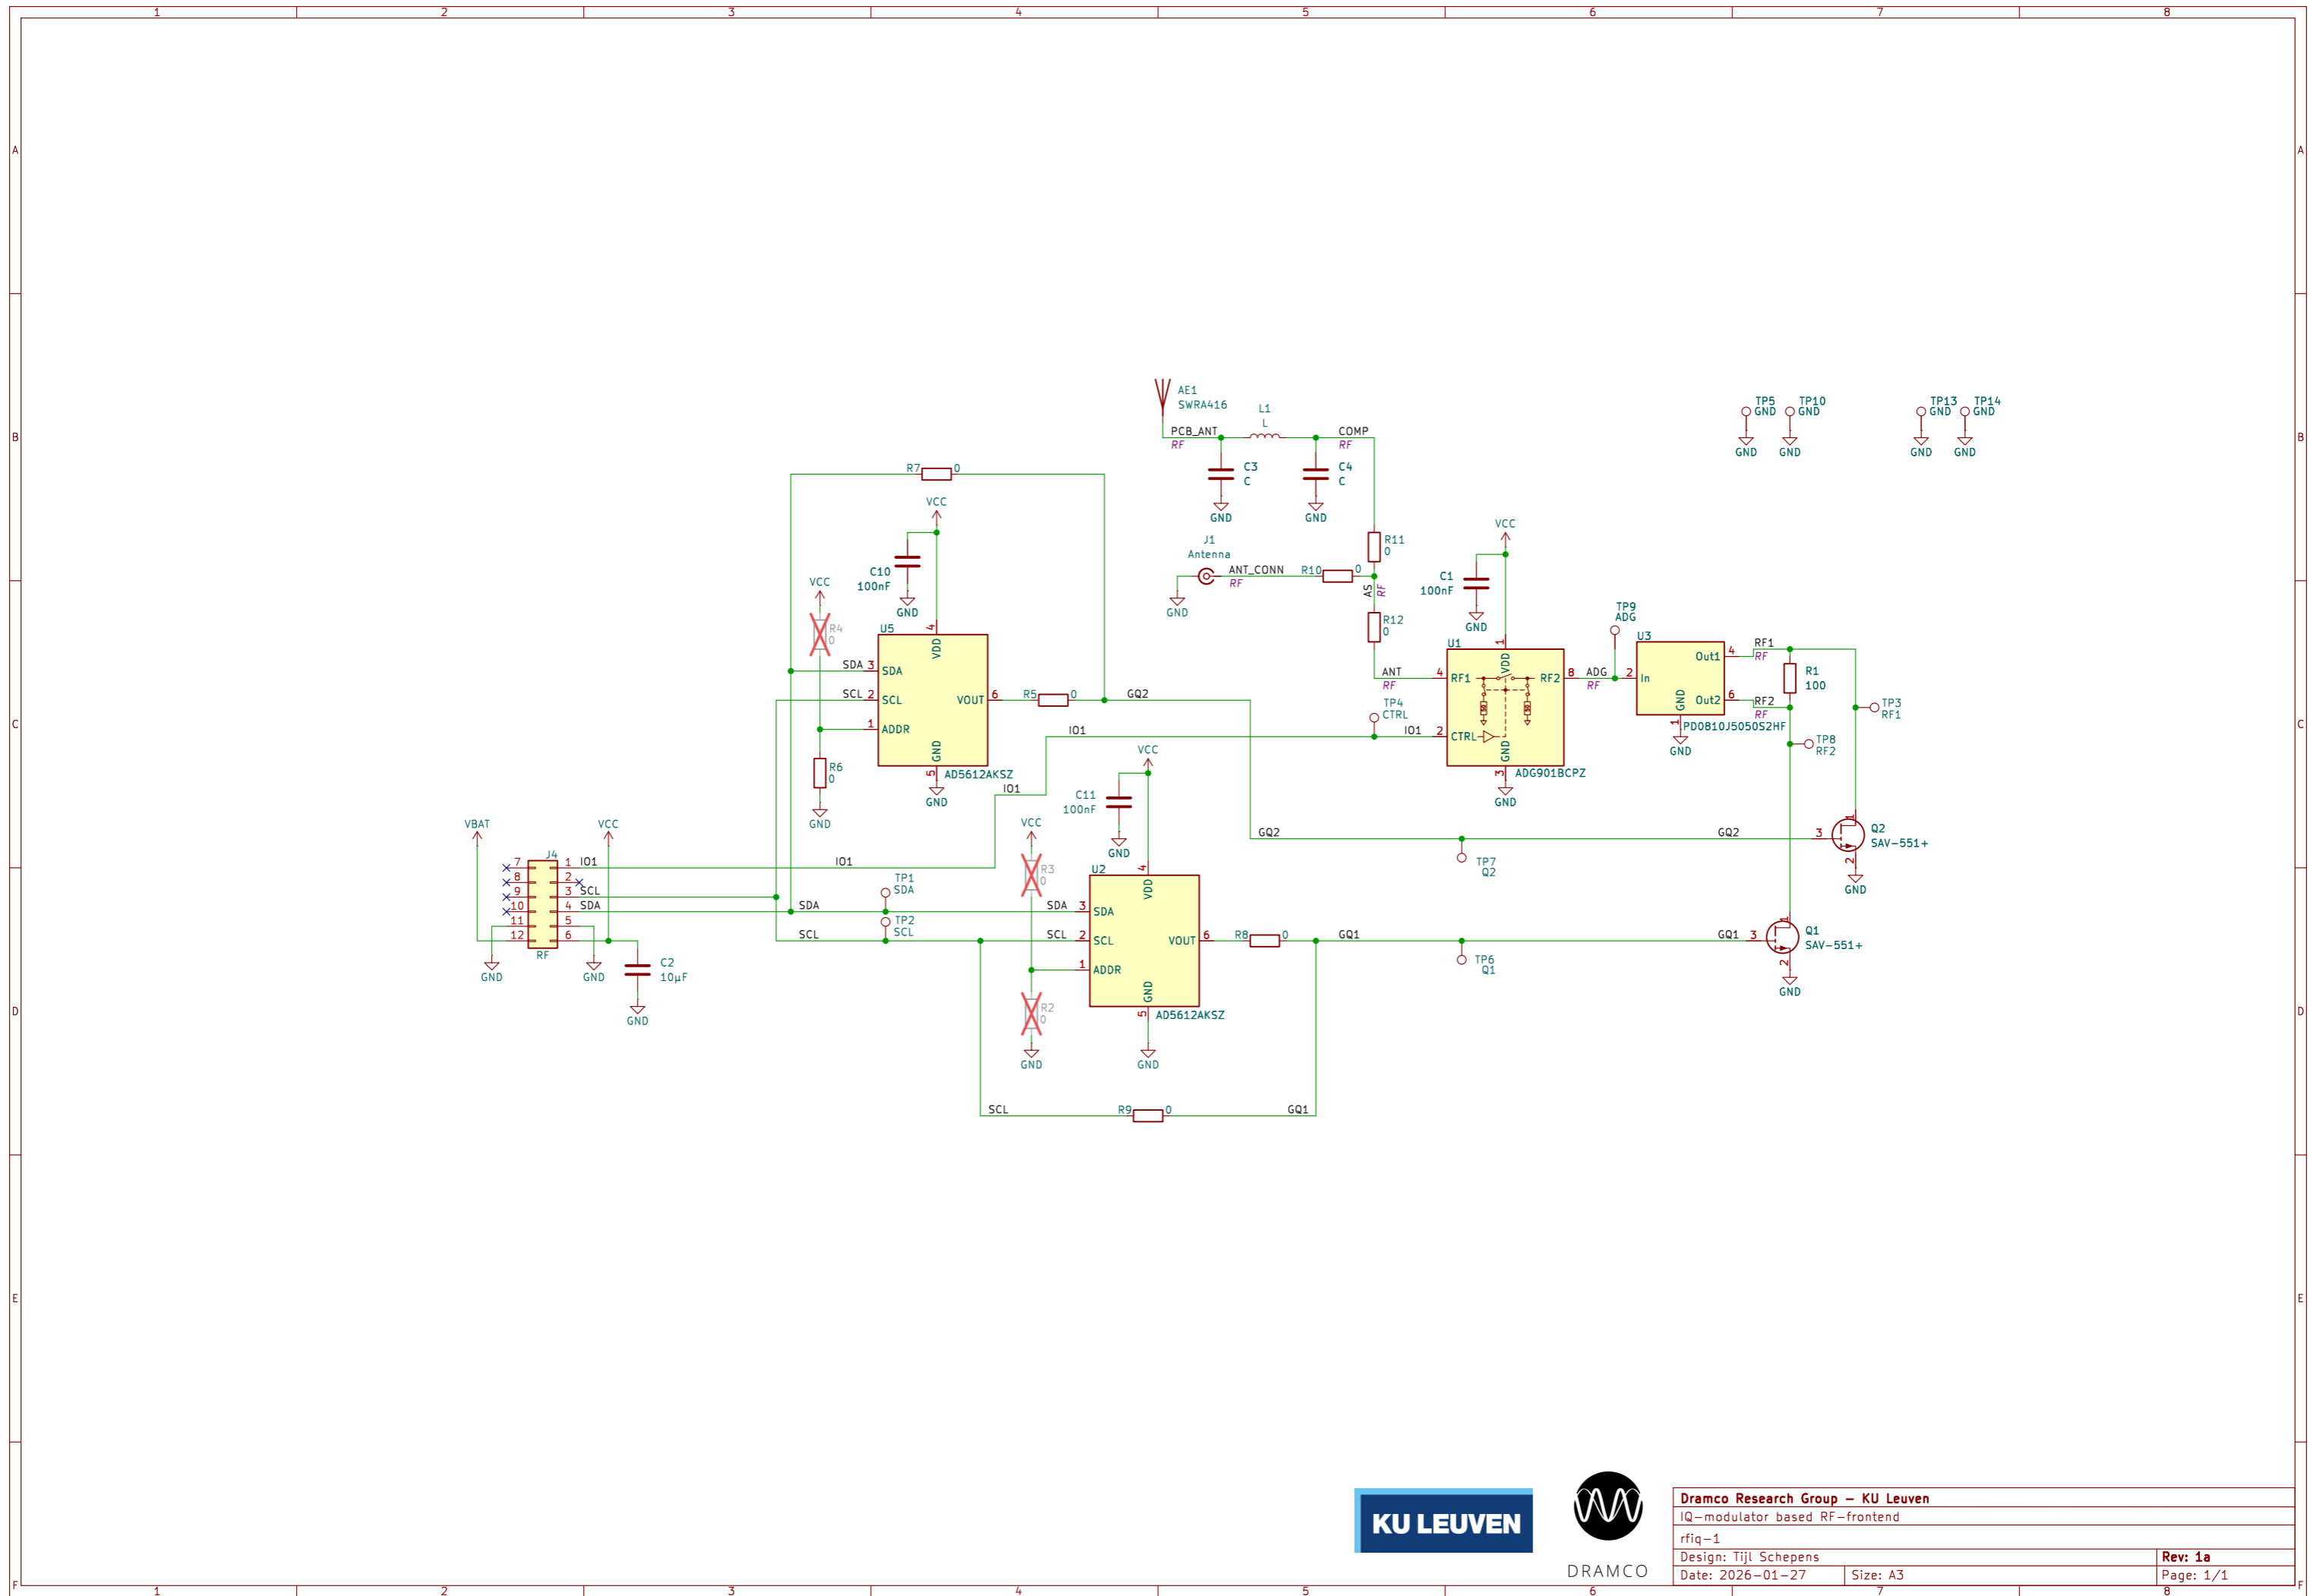 1 2 3 4 5 6 7 8
A A
B B
C C
D D
E E
F F
1 2 3 4 5 6 7 8
AE1
SWRA416
PCB_ANT
RF
L1
L
COMP
RF
C3
C
GND
C4
C
GND
TP5
GND
GND
TP10
GND
GND
TP13
GND
GND
TP14
GND
GND
R7 0
VCC
C10
100nF
GND
VCC
R4
0
U5
4
VDD
SDA 3 SDA
SCL 2 SCL
1 ADDR
VOUT 6
GND
5
AD5612AKSZ
GND
R6
0
GND
R5 0
GQ2
J1
Antenna
GND
ANT_CONN
RF
R10 0
R11
0
AS
RF
R12
0
ANT
RF
VCC
C1
100nF
GND
U1
1
VDD
4 RF1
RF2 8
2 CTRL
GND
3
ADG901BCPZ
GND
TP4
CTRL
IO1
IO1
IO1
TP9
ADG
ADG
RF
U3
2 In
Out1 4
Out2 6
GND
1
PD0810J5050S2HF
GND
RF1
RF
RF2
RF
R1
100
TP3
RF1
TP8
RF2
VCC
C11
100nF
GND
GQ2
GQ2
TP7
Q2
3
1
2
Q2
SAV-551+
GND
VBAT
VCC
J4
7 1 IO1
8 2
9 3 SCL
10 4 SDA
11 5
12 6
RF
GND
GND
C2
10µF
GND
IO1
SDA
TP1
SDA
TP2
SCL
SCL
VCC
R3
0
U2
4
VDD
SDA 3 SDA
SCL 2 SCL
1 ADDR
VOUT 6
GND
5
AD5612AKSZ
GND
R2
0
GND
R8 0
GQ1
GQ1
TP6
Q1
3
1
2
Q1
SAV-551+
GND
SCL
R9 0
GQ1
KU LEUVEN
DRAMCO
Dramco Research Group – KU Leuven
IQ-modulator based RF-frontend
rfiq-1
Design: Tijl Schepens
Rev: 1a
Date: 2026-01-27
Size: A3
Page: 1/1